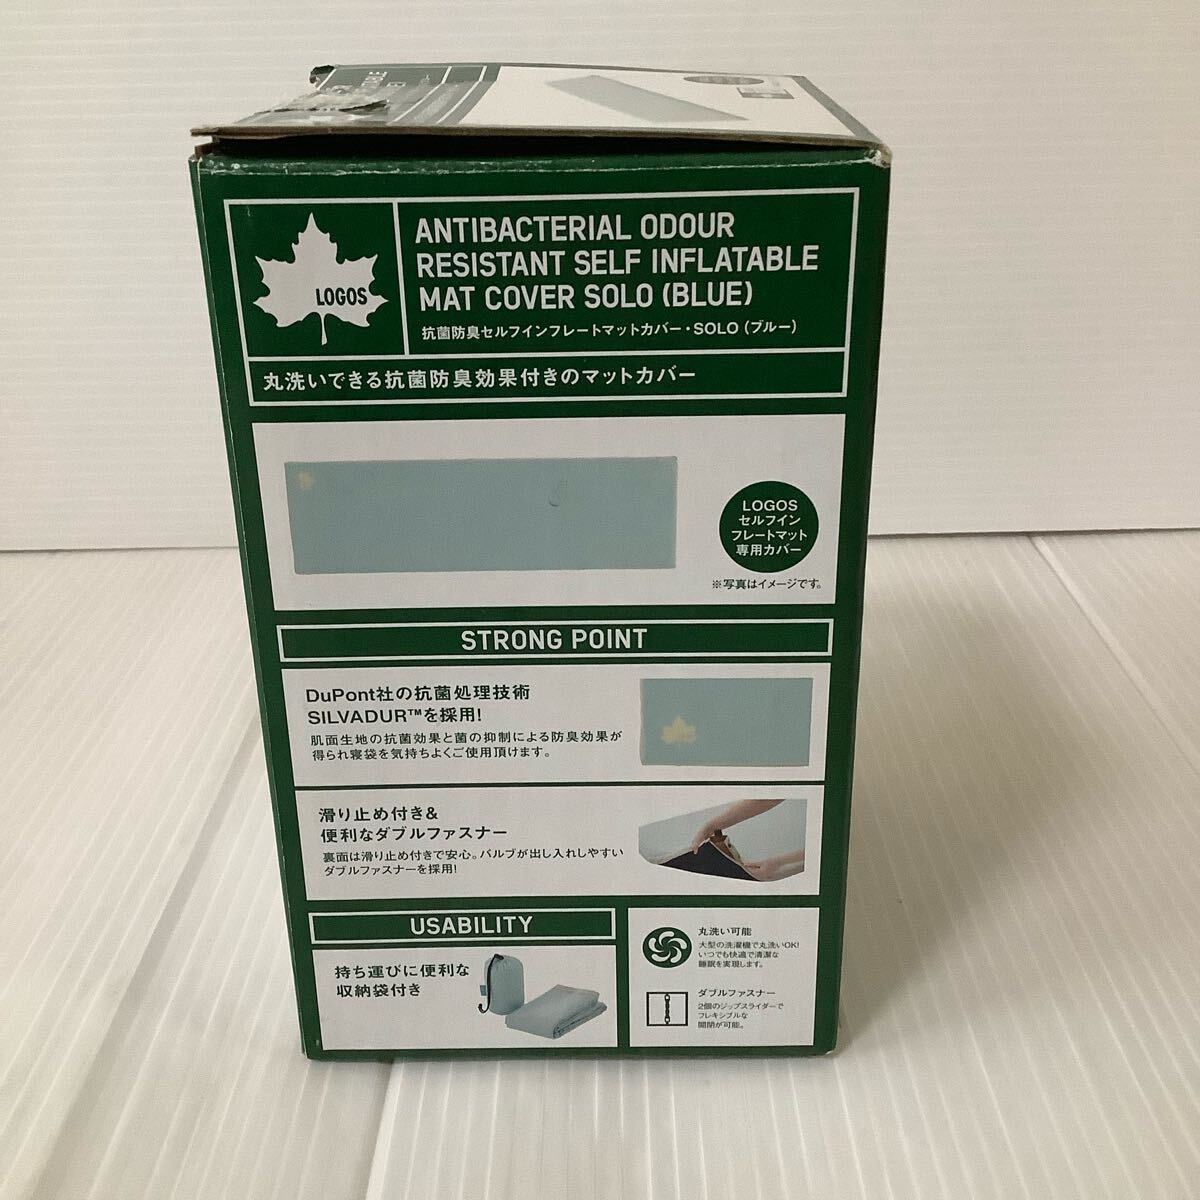 LOGOS
ANTIBACTERIAL ODOUR
RESISTANT SELF INFLATABLE
MAT COVER SOLO (BLUE)
抗菌防臭セルフインフレートマットカバー・SOLO (ブルー)
丸洗いできる抗菌防臭効果付きのマットカバー
LOGOS
セルフイン
フレートマット
専用カバー
※写真はイメージです。
STRONG POINT
DuPont社の抗菌処理技術
SILVADUR™を採用!
肌面生地の抗菌効果と菌の抑制による防臭効果が
得られ寝袋を気持ちよくご使用頂けます。
滑り止め付き&
便利なダブルファスナー
裏面は滑り止め付きで安心。バルブが出し入れしやすい
ダブルファスナーを採用!
USABILITY
持ち運びに便利な
収納袋付き
丸洗い可能
大型の洗濯機で丸洗いOK!
いつでも快適で清潔な
睡眠を実現します。
ダブルファスナー
2個のジップスライダーで
フレキシブルな
開閉が可能。